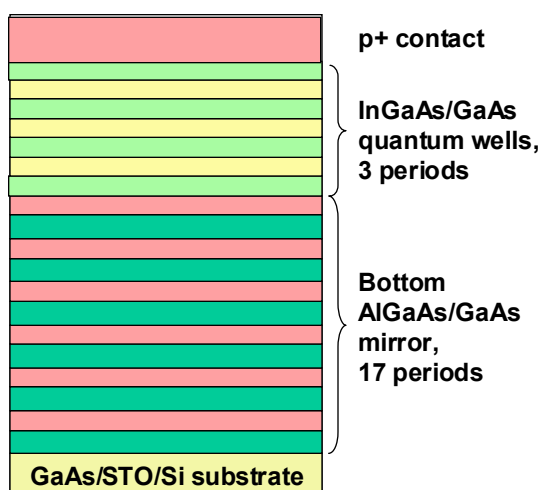 p+ contact
InGaAs/GaAs
quantum wells,
3 periods
Bottom
AlGaAs/GaAs
mirror,
17 periods
GaAs/STO/Si substrate